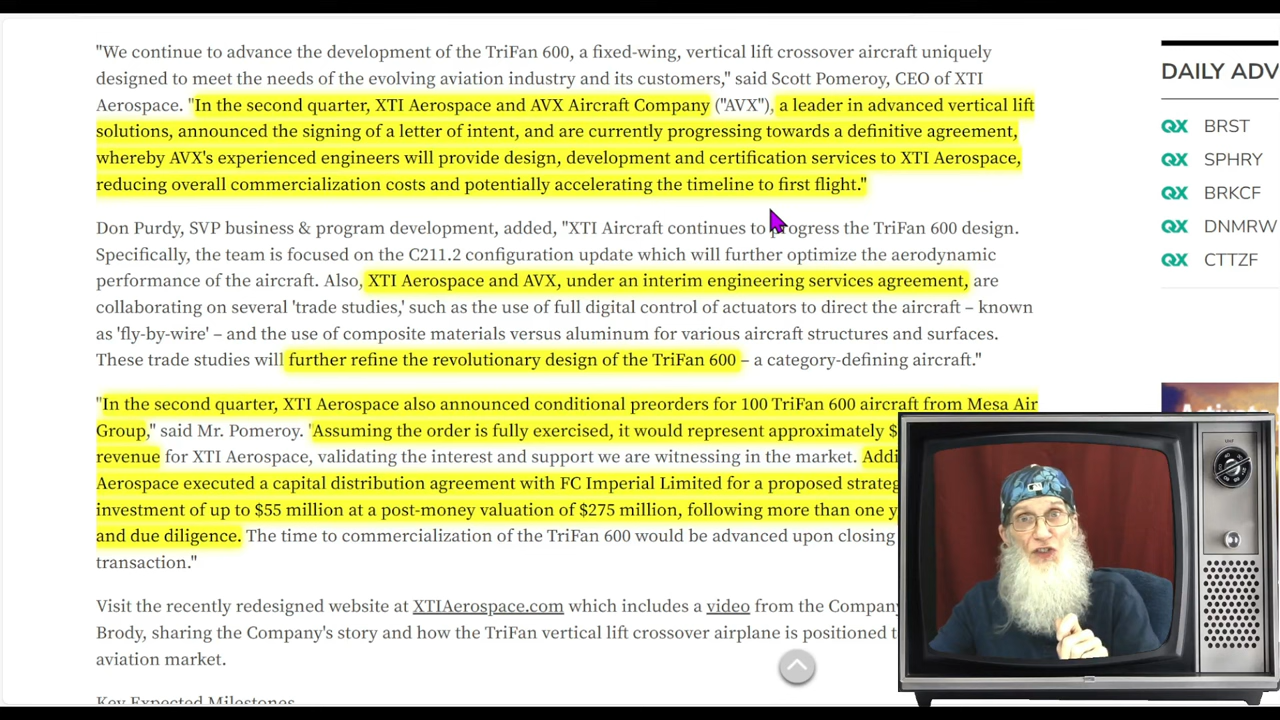 "We continue to advance the development of the TriFan 600, a fixed-wing, vertical lift crossover aircraft uniquely
designed to meet the needs of the evolving aviation industry and its customers," said Scott Pomeroy, CEO of XTI
Aerospace. "In the second quarter, XTI Aerospace and AVX Aircraft Company ("AVX"), a leader in advanced vertical lift
solutions, announced the signing of a letter of intent, and are currently progressing towards a definitive agreement,
whereby AVX's experienced engineers will provide design, development and certification services to XTI Aerospace,
reducing overall commercialization costs and potentially accelerating the timeline to first flight."
Don Purdy, SVP business & program development, added, "XTI Aircraft continues to progress the TriFan 600 design.
Specifically, the team is focused on the C211.2 configuration update which will further optimize the aerodynamic
performance of the aircraft. Also, XTI Aerospace and AVX, under an interim engineering services agreement, are
collaborating on several 'trade studies,' such as the use of full digital control of actuators to direct the aircraft – known
as 'fly-by-wire' – and the use of composite materials versus aluminum for various aircraft structures and surfaces.
These trade studies will further refine the revolutionary design of the TriFan 600 – a category-defining aircraft."
"In the second quarter, XTI Aerospace also announced conditional preorders for 100 TriFan 600 aircraft from Mesa Air
Group," said Mr. Pomeroy. "Assuming the order is fully exercised, it would represent approximately $
revenue for XTI Aerospace, validating the interest and support we are witnessing in the market.
Aerospace executed a capital distribution agreement with FC Imperial Limited for a proposed
investment of up to $55 million at a post-money valuation of $275 million, following more than one
and due diligence. The time to commercialization of the TriFan 600 would be advanced upon closing
transaction."
Visit the recently redesigned website at XTIAerospace.com which includes a video from the Company
Brody, sharing the Company's story and how the TriFan vertical lift crossover airplane is positioned
aviation market.
Key Expected Milestones
DAILY ADV
QX BRST
QX SPHRY
QX BRKCF
QX DNMRW
QX CTTZF